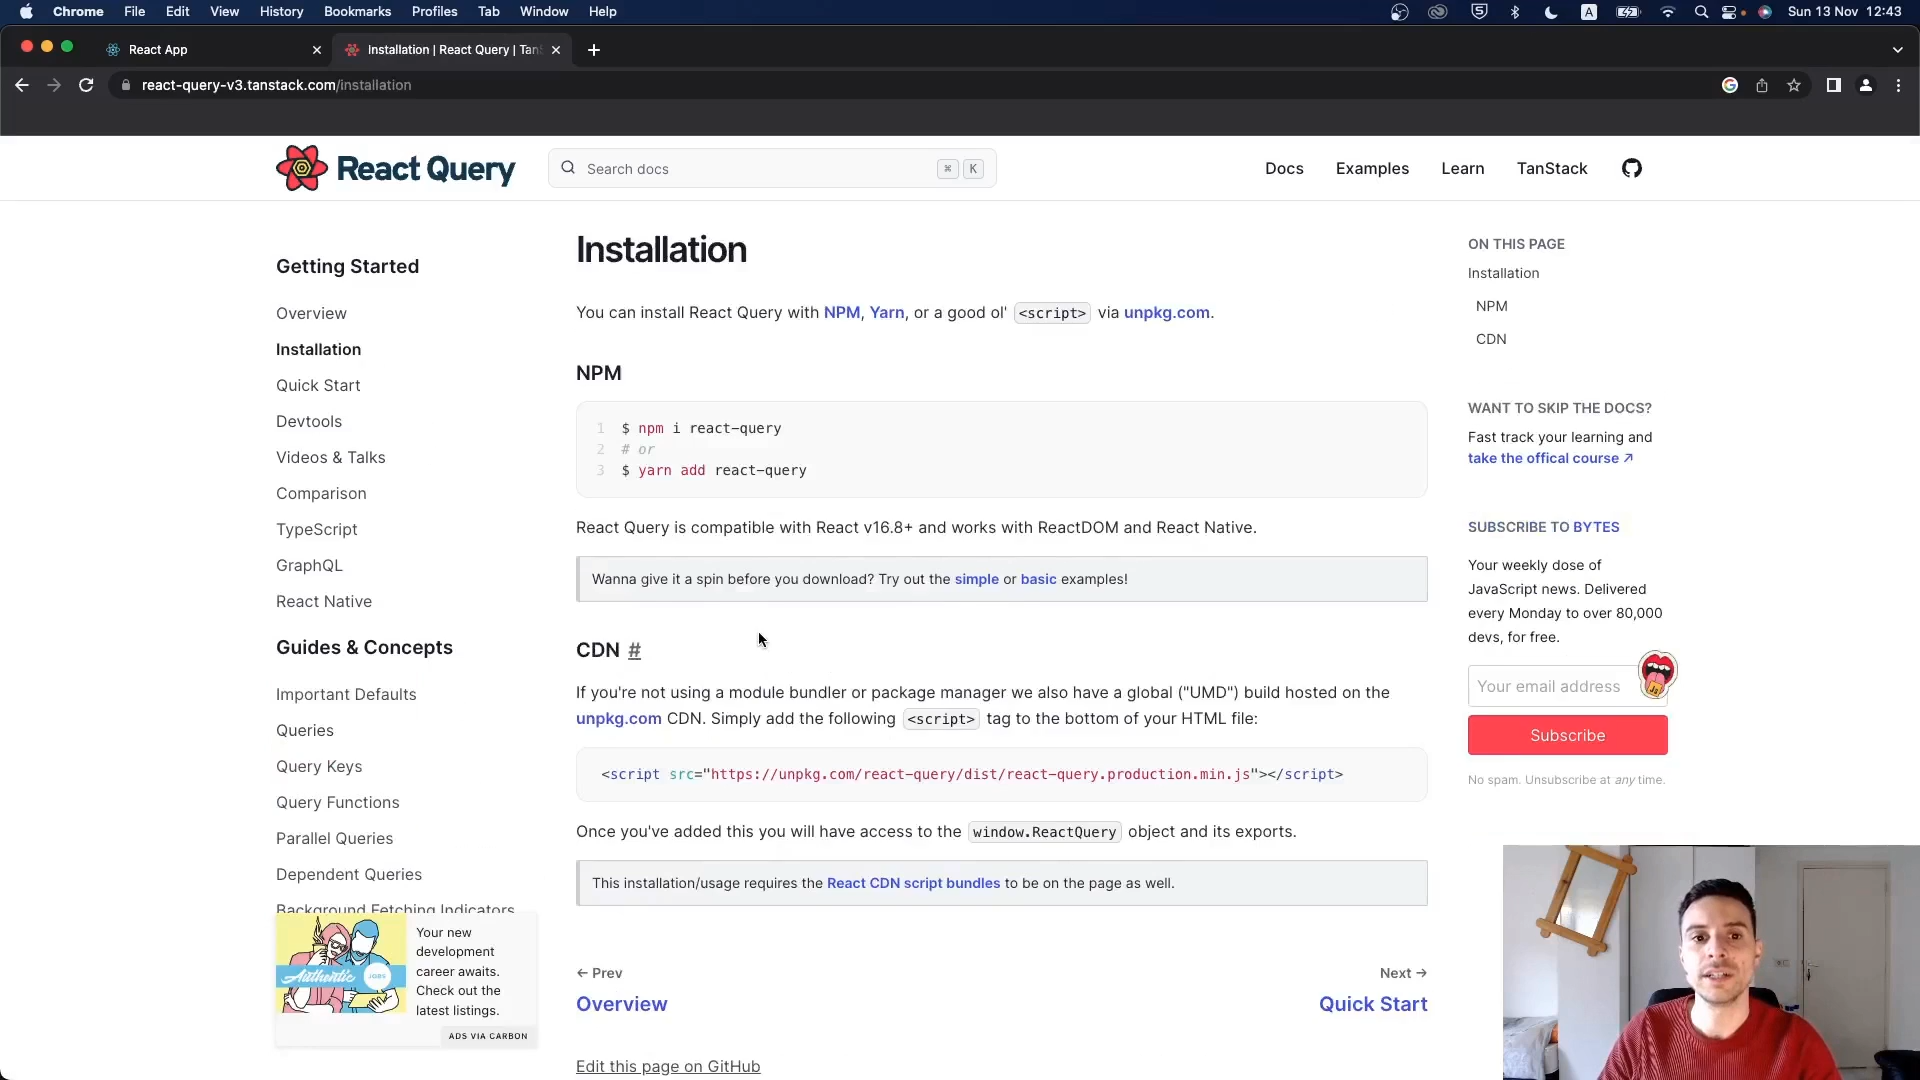 Chrome File Edit View History Bookmarks Profiles Tab Window Help
A
Sun 13 Nov 12:43
React App
Installation | React Query | Tan
react-query-v3.tanstack.com/installation
React Query
Search docs
⌘ K
Docs Examples Learn TanStack
Getting Started
Overview
Installation
Quick Start
Devtools
Videos & Talks
Comparison
TypeScript
GraphQL
React Native
Guides & Concepts
Important Defaults
Queries
Query Keys
Query Functions
Parallel Queries
Dependent Queries
Background Fetching Indicators
Authentic JOBS
Your new
development
career awaits.
Check out the
latest listings.
ADS VIA CARBON
Installation
You can install React Query with NPM, Yarn, or a good ol' <script> via unpkg.com.
NPM
1 $ npm i react-query
2 # or
3 $ yarn add react-query
React Query is compatible with React v16.8+ and works with ReactDOM and React Native.
Wanna give it a spin before you download? Try out the simple or basic examples!
CDN #
If you're not using a module bundler or package manager we also have a global ("UMD") build hosted on the
unpkg.com CDN. Simply add the following <script> tag to the bottom of your HTML file:
<script src="https://unpkg.com/react-query/dist/react-query.production.min.js"></script>
Once you've added this you will have access to the window.ReactQuery object and its exports.
This installation/usage requires the React CDN script bundles to be on the page as well.
← Prev
Overview
Next →
Quick Start
Edit this page on GitHub
ON THIS PAGE
Installation
NPM
CDN
WANT TO SKIP THE DOCS?
Fast track your learning and
take the offical course ↗
SUBSCRIBE TO BYTES
Your weekly dose of
JavaScript news. Delivered
every Monday to over 80,000
devs, for free.
Your email address
JS
Subscribe
No spam. Unsubscribe at any time.